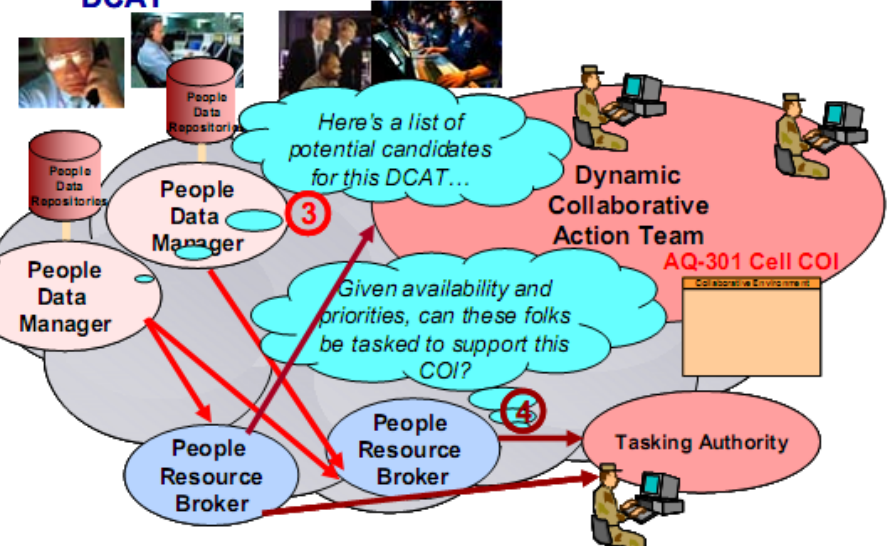 DCAT
People
Data
Repositories
People
Data
Repositories
Here's a list of
potential candidates
for this DCAT...
People
Data
Manager
3
Dynamic
Collaborative
Action Team
AQ-301 Cell COI
Collaborative Environment
People
Data
Manager
Given availability and
priorities, can these folks
be tasked to support this
COI?
4
People
Resource
Broker
People
Resource
Broker
Tasking Authority